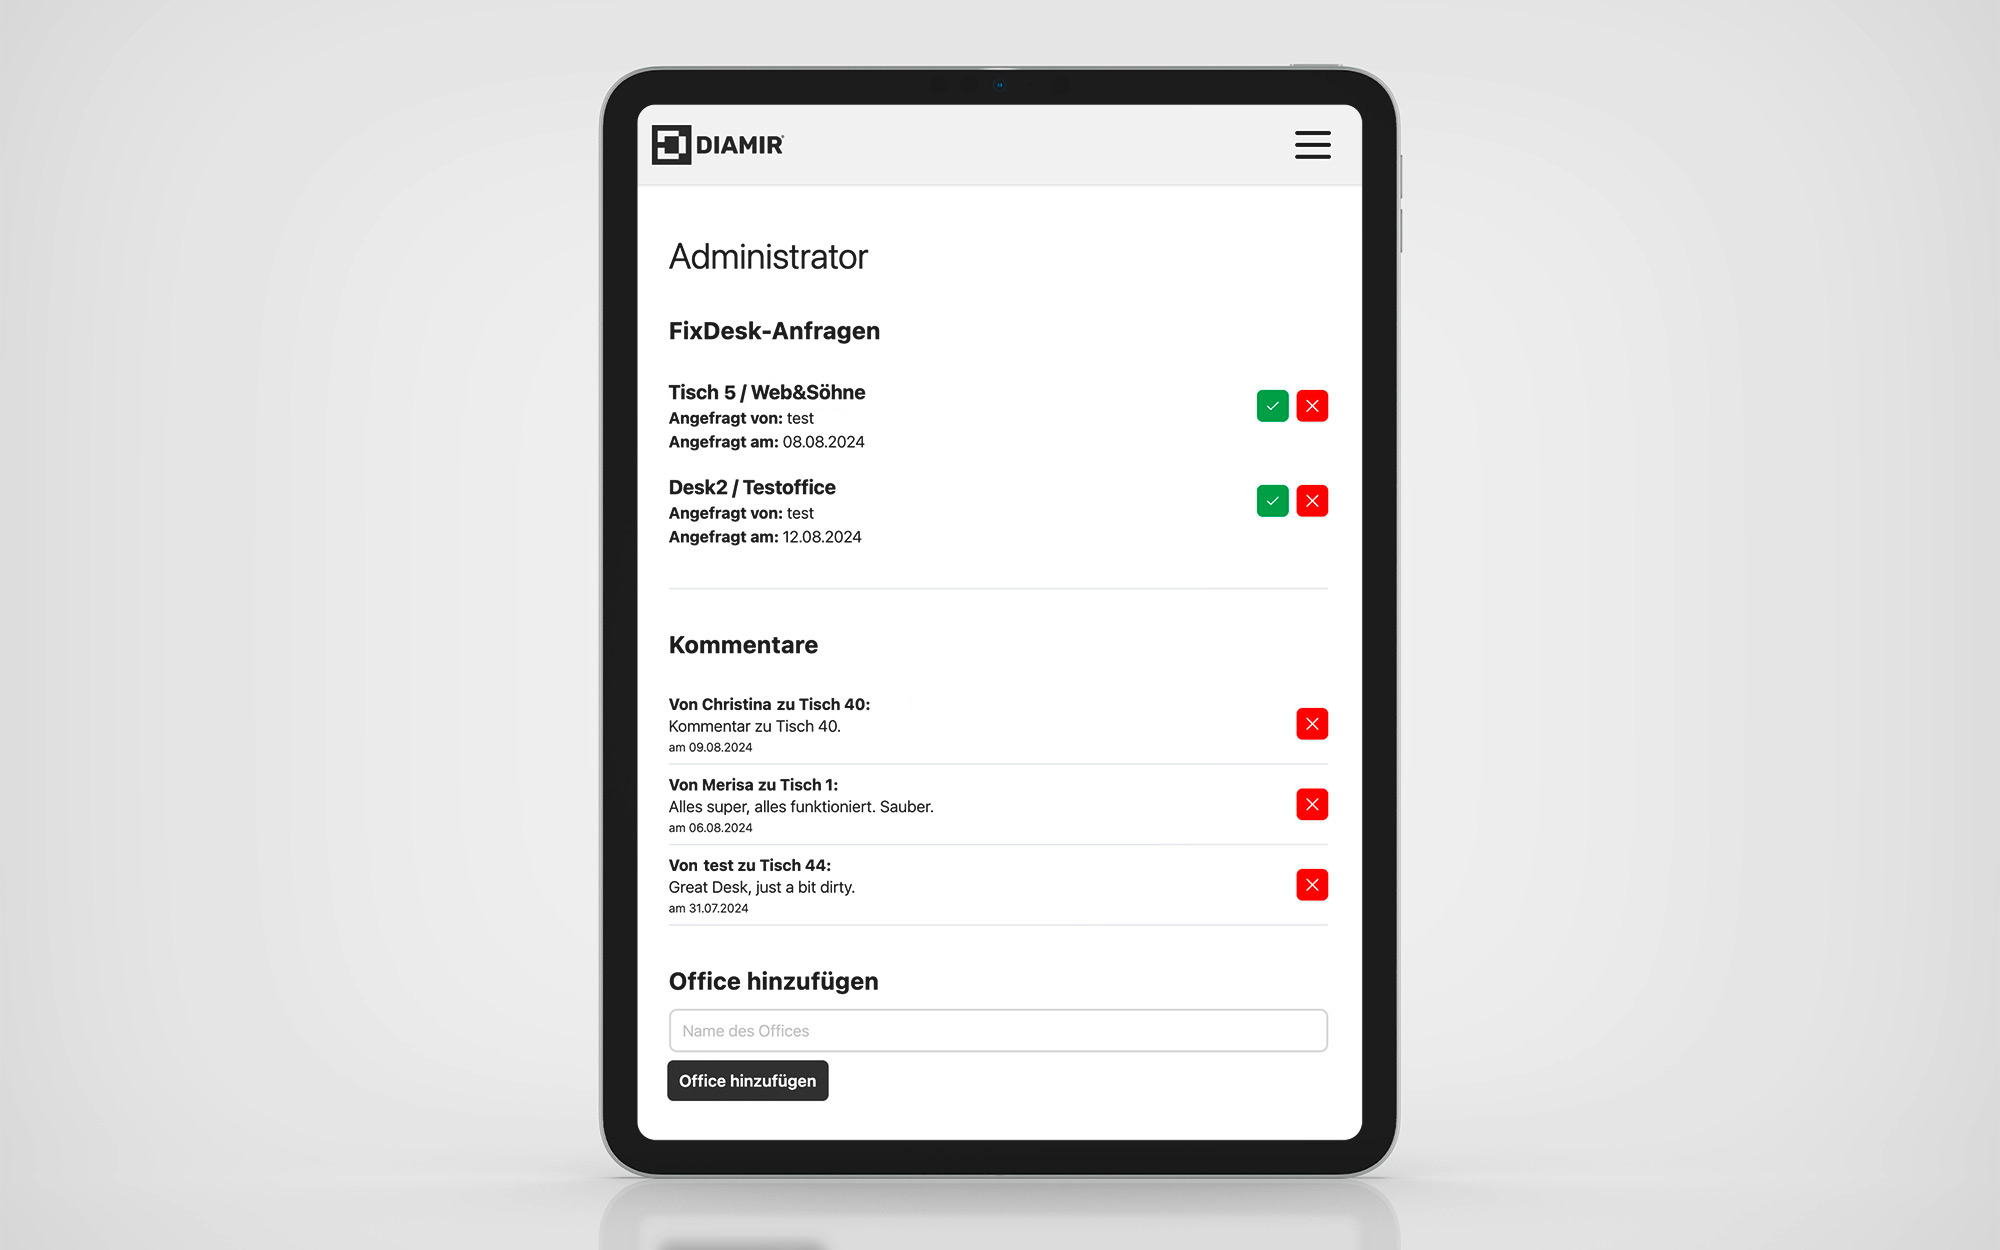 DIAMIR
Administrator
FixDesk-Anfragen
Tisch 5 / Web&Söhne
Angefragt von: test
Angefragt am: 08.08.2024
Desk2 / Testoffice
Angefragt von: test
Angefragt am: 12.08.2024
Kommentare
Von Christina zu Tisch 40:
Kommentar zu Tisch 40.
am 09.08.2024
Von Merisa zu Tisch 1:
Alles super, alles funktioniert. Sauber.
am 06.08.2024
Von test zu Tisch 44:
Great Desk, just a bit dirty.
am 31.07.2024
Office hinzufügen
Name des Offices
Office hinzufügen